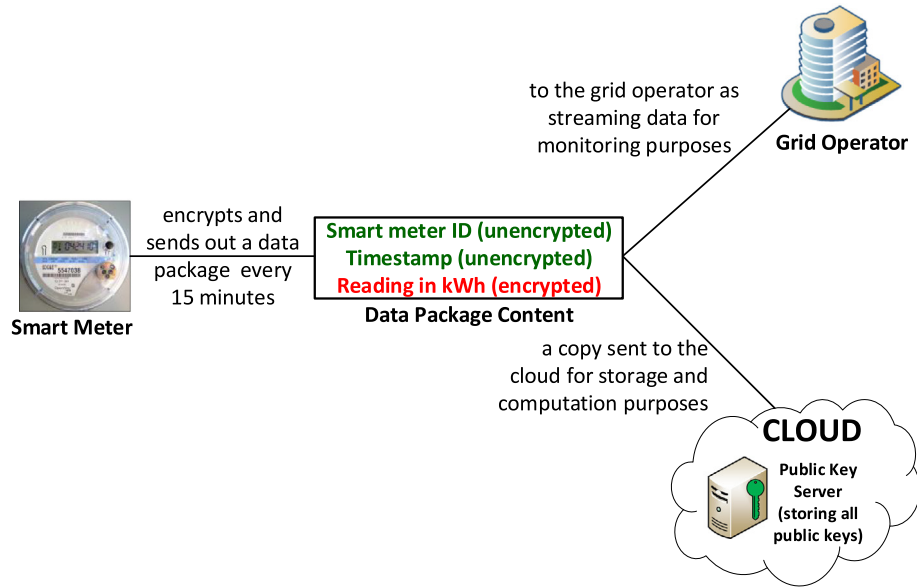 to the grid operator as
streaming data for
monitoring purposes
Grid Operator
encrypts and
sends out a data
package every
15 minutes
Smart Meter
5547036
Smart meter ID (unencrypted)
Timestamp (unencrypted)
Reading in kWh (encrypted)
Data Package Content
a copy sent to the
cloud for storage and
computation purposes
CLOUD
Public Key
Server
(storing all
public keys)